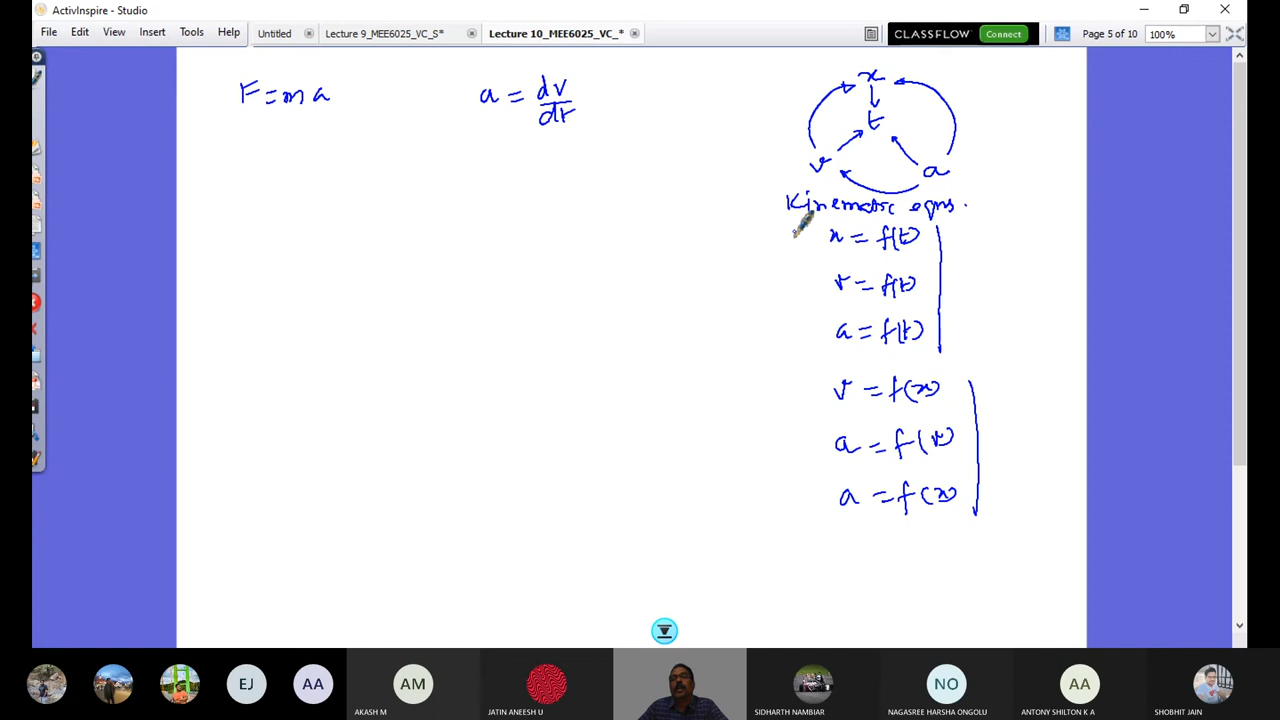 ActivInspire - Studio
File Edit View Insert Tools Help
Untitled
Lecture 9_MEE6025_VC_S*
Lecture 10_MEE6025_VC_*
CLASSFLOW Connect
Page 5 of 10
100%
F = m a
a = dv/dt
x
t
v
a
Kinematic eqns.
x = f(t)
v = f(t)
a = f(t)
v = f(x)
a = f(v)
a = f(x)
EJ
AA
AM
NO
AA
AKASH M
JATIN ANEESH U
SIDHARTH NAMBIAR
NAGASREE HARSHA ONGOLU
ANTONY SHILTON K A
SHOBHIT JAIN